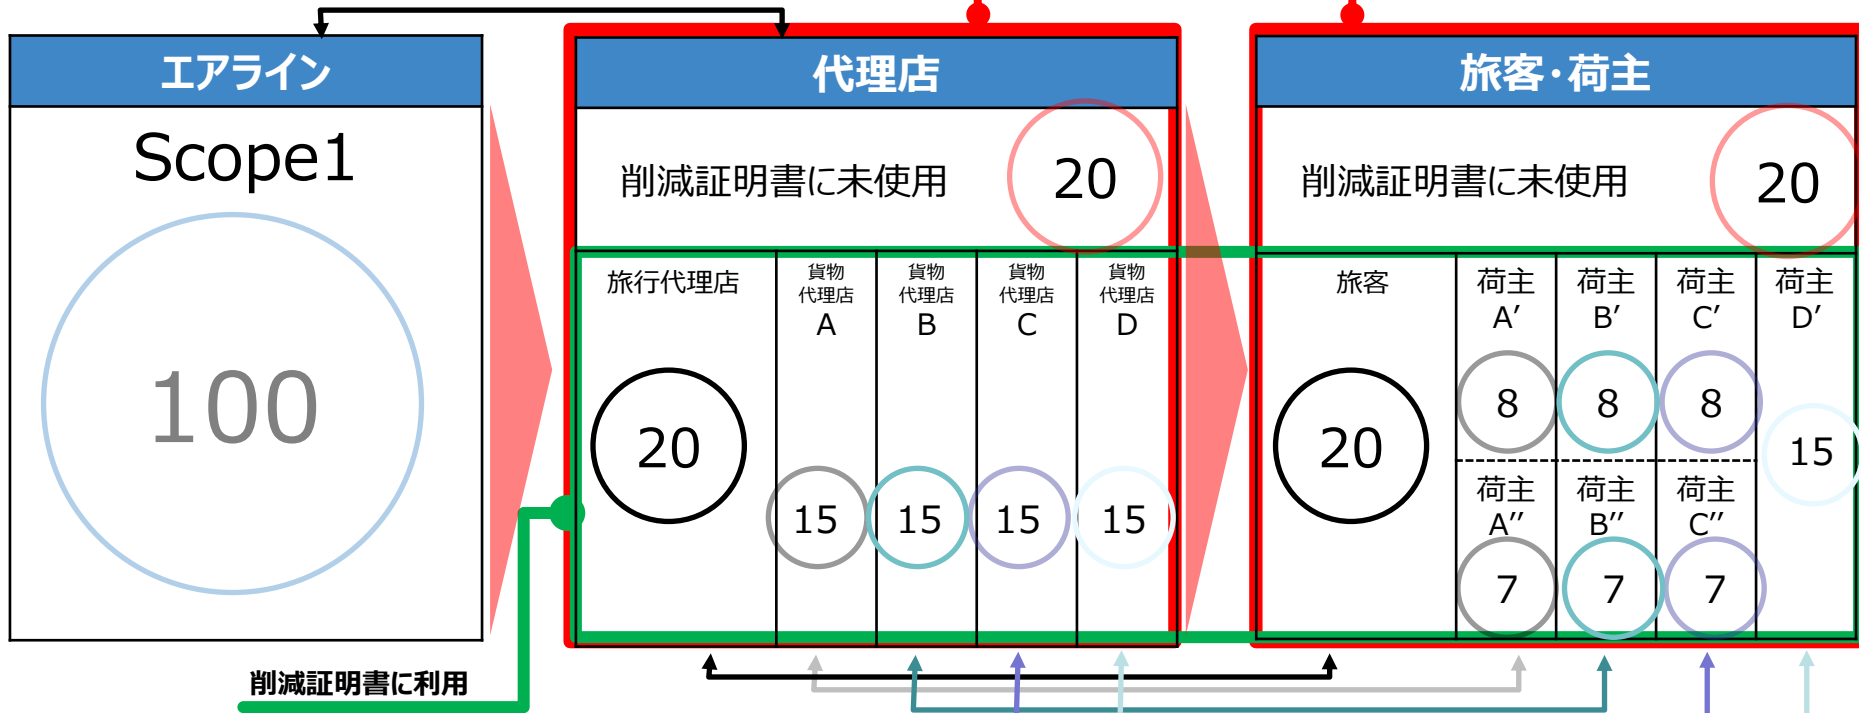 エアライン
Scope1
100
代理店
削減証明書に未使用
20
旅行代理店
20
貨物
代理店
A
15
貨物
代理店
B
15
貨物
代理店
C
15
貨物
代理店
D
15
旅客・荷主
削減証明書に未使用
20
旅客
20
荷主
A’
8
荷主
A’’
7
荷主
B’
8
荷主
B’’
7
荷主
C’
8
荷主
C’’
7
荷主
D’
15
削減証明書に利用